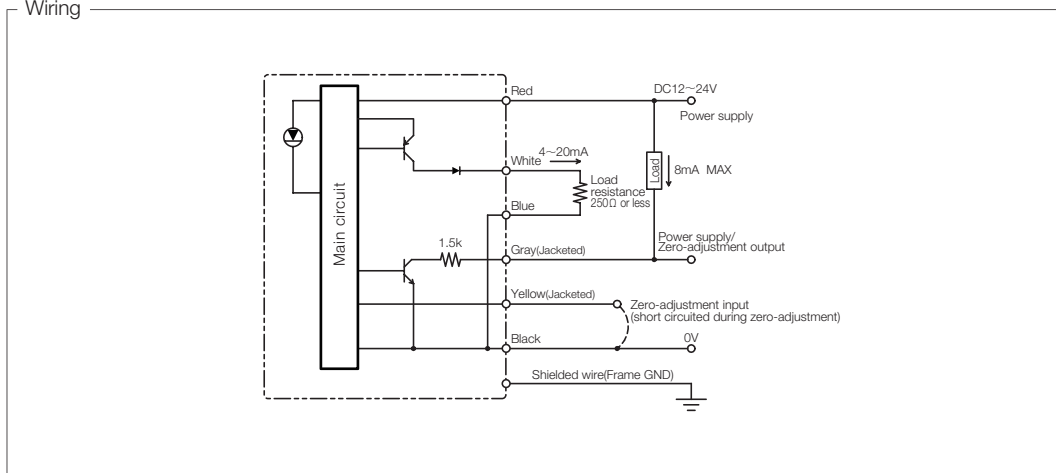 Wiring
Red
DC12～24V
Power supply
White
4～20mA
Load
8mA MAX
Load
resistance
250Ω or less
Blue
Main circuit
1.5k
Gray(Jacketed)
Power supply/
Zero-adjustment output
Yellow(Jacketed)
Zero-adjustment input
(short circuited during zero-adjustment)
Black
0V
Shielded wire(Frame GND)